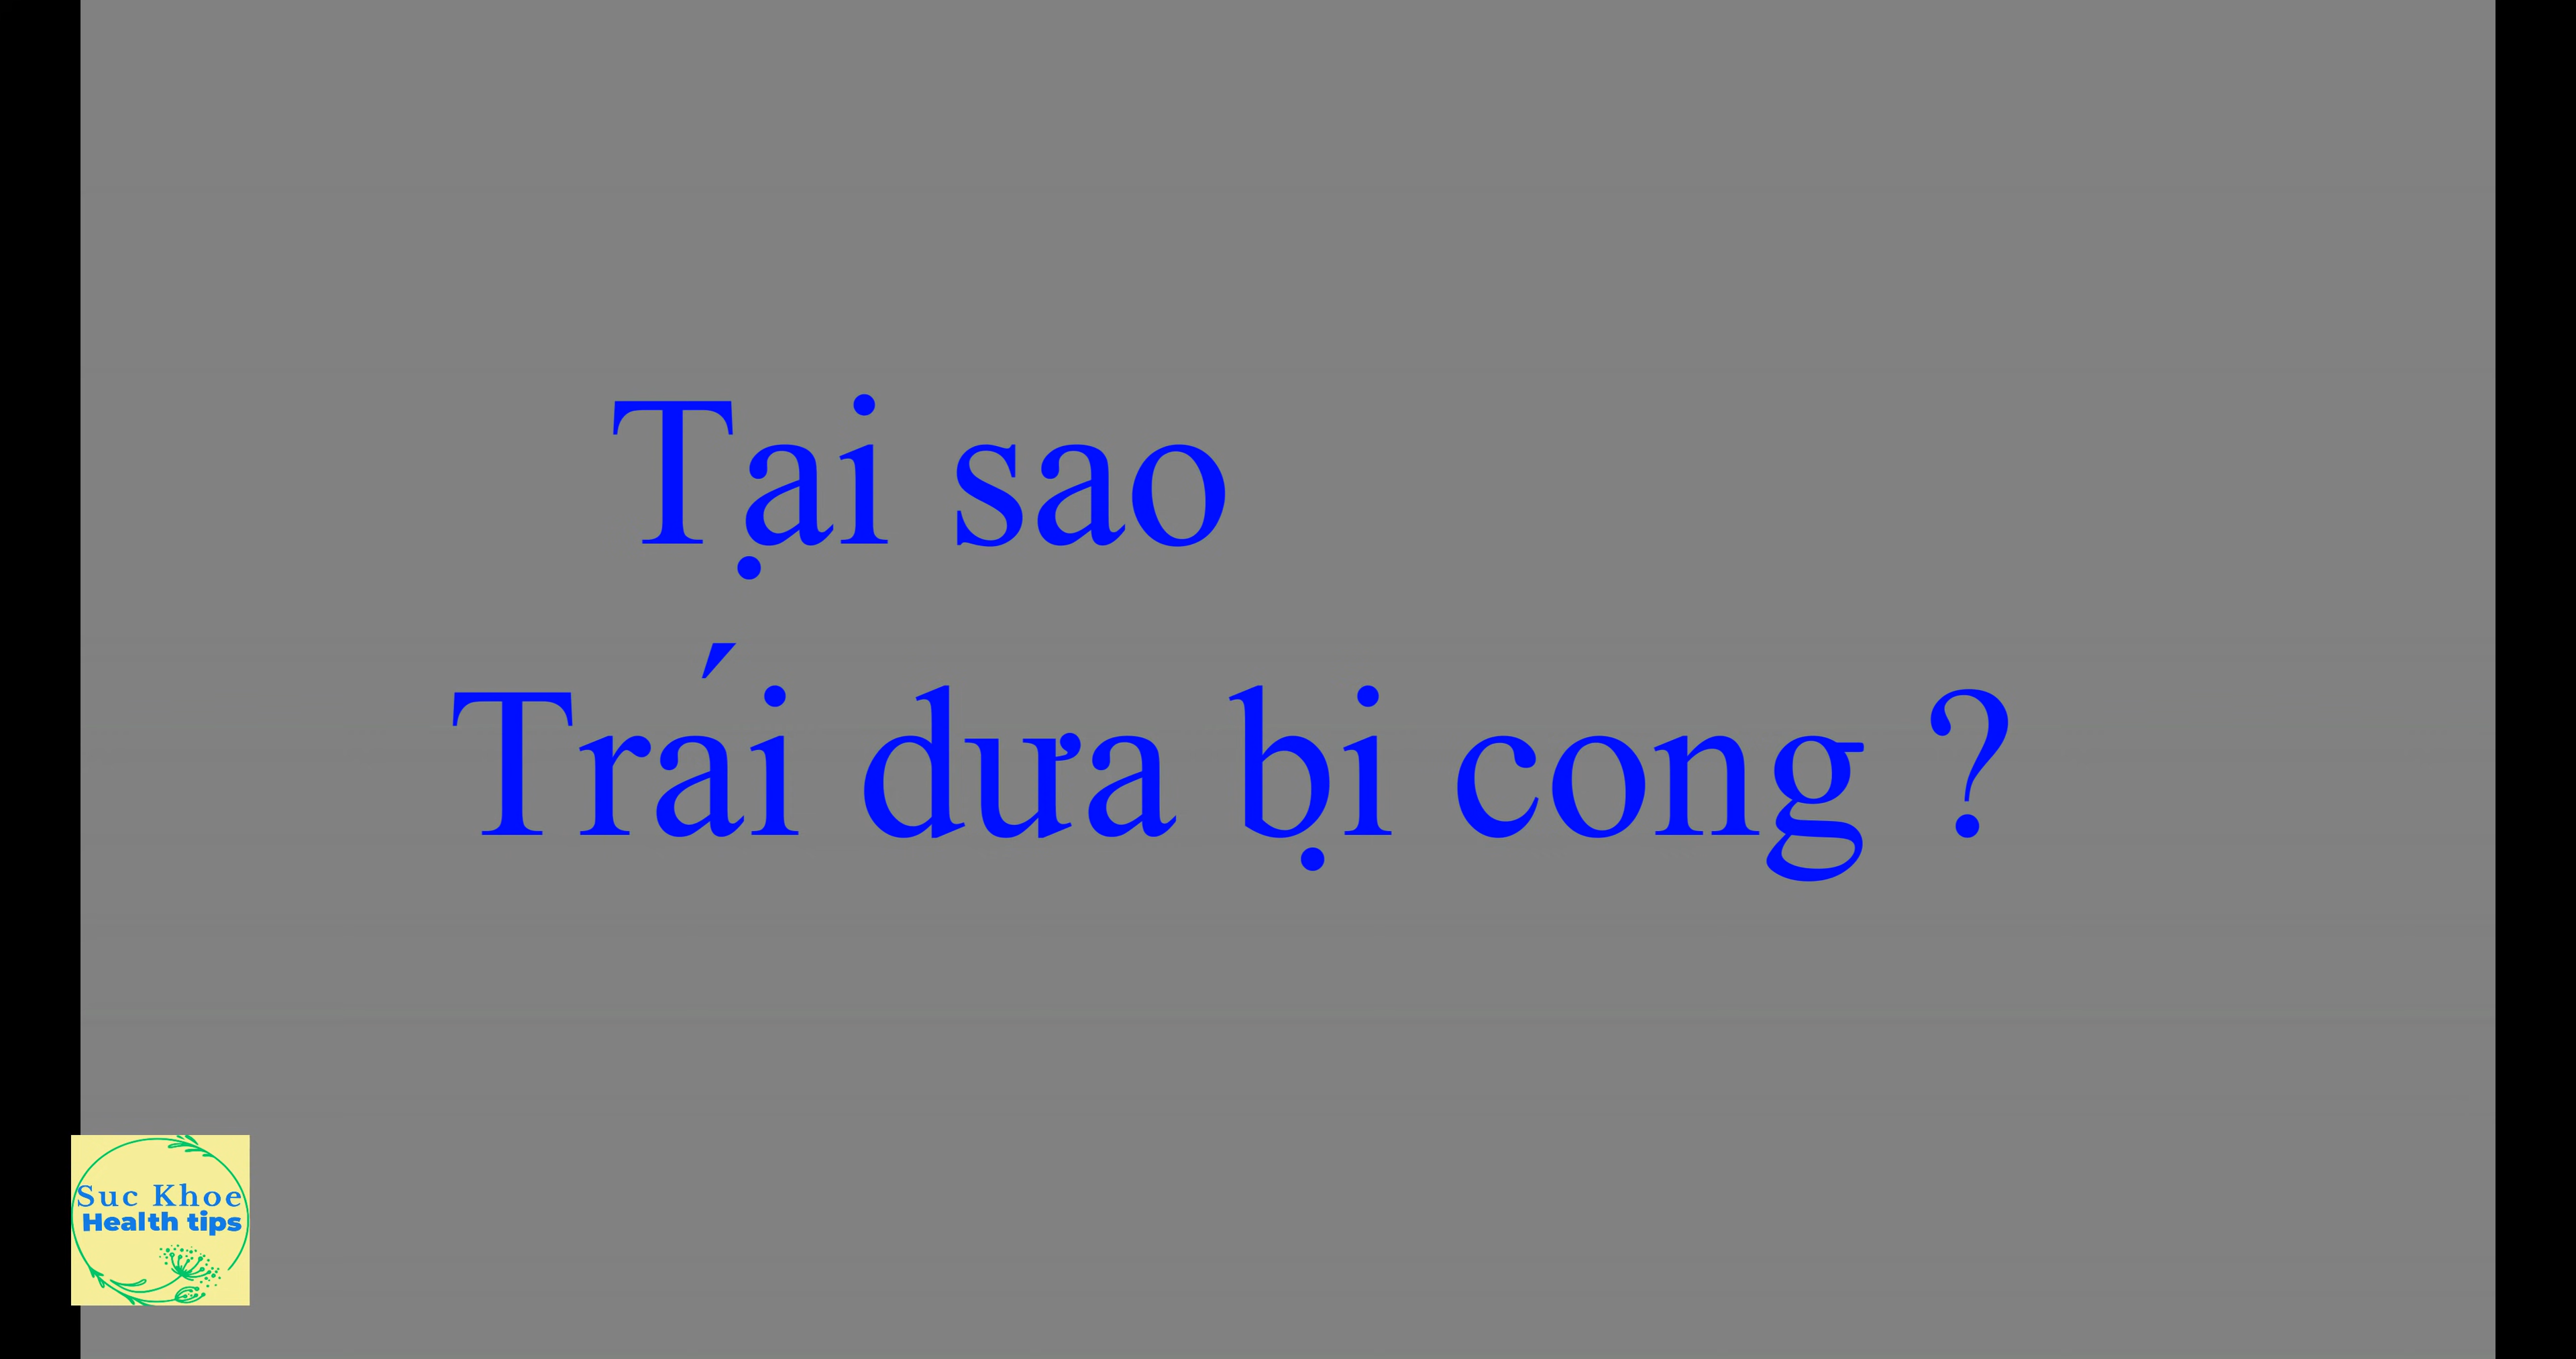 Tại sao
Trái dưa bị cong ?
Suc Khoe
Health tips